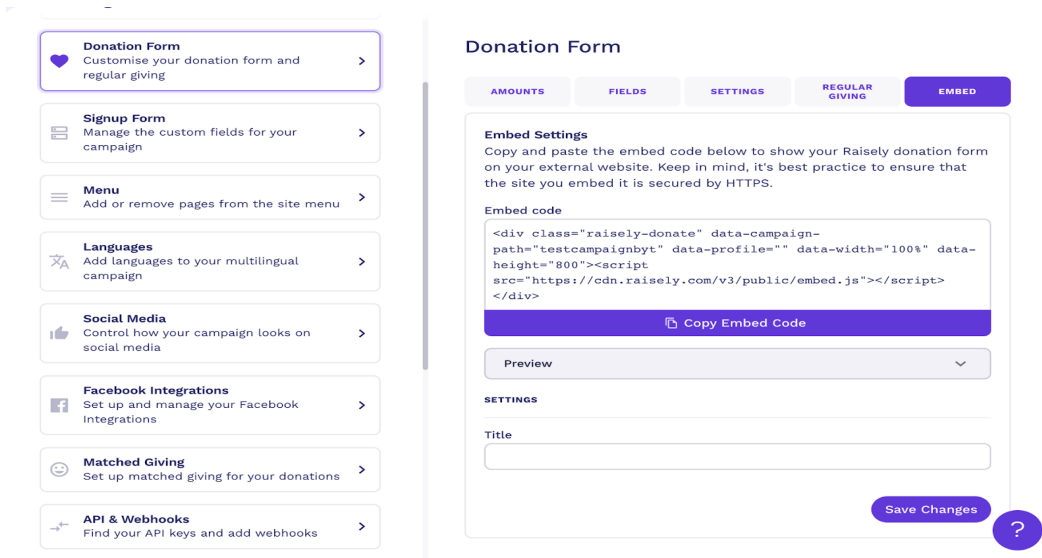 Donation Form
Customise your donation form and
regular giving
Signup Form
Manage the custom fields for your
campaign
Menu
Add or remove pages from the site menu
Languages
Add languages to your multilingual
campaign
Social Media
Control how your campaign looks on
social media
Facebook Integrations
Set up and manage your Facebook
Integrations
Matched Giving
Set up matched giving for your donations
API & Webhooks
Find your API keys and add webhooks
Donation Form
AMOUNTS
FIELDS
SETTINGS
REGULAR
GIVING
EMBED
Embed Settings
Copy and paste the embed code below to show your Raisely donation form
on your external website. Keep in mind, it's best practice to ensure that
the site you embed it is secured by HTTPS.
Embed code
<div class="raisely-donate" data-campaign-
path="testcampaignbyt" data-profile="" data-width="100%" data-
height="800"><script
src="https://cdn.raisely.com/v3/public/embed.js"></script>
</div>
Copy Embed Code
Preview
SETTINGS
Title
Save Changes
?